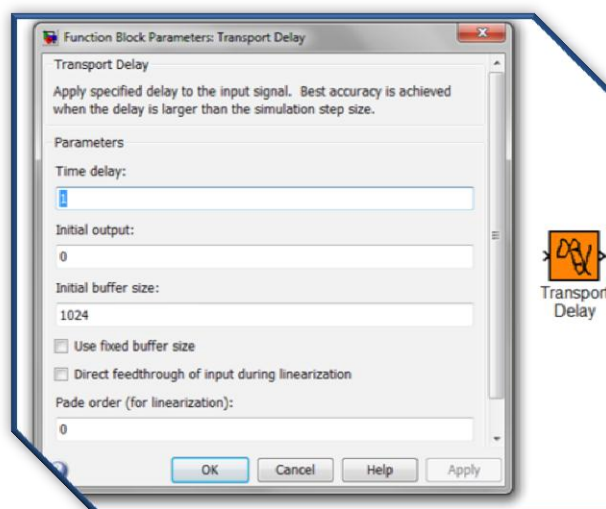 Function Block Parameters: Transport Delay
Transport Delay
Apply specified delay to the input signal. Best accuracy is achieved
when the delay is larger than the simulation step size.
Parameters
Time delay:
1
Initial output:
0
Initial buffer size:
1024
Use fixed buffer size
Direct feedthrough of input during linearization
Pade order (for linearization):
0
OK Cancel Help Apply
Transport
Delay